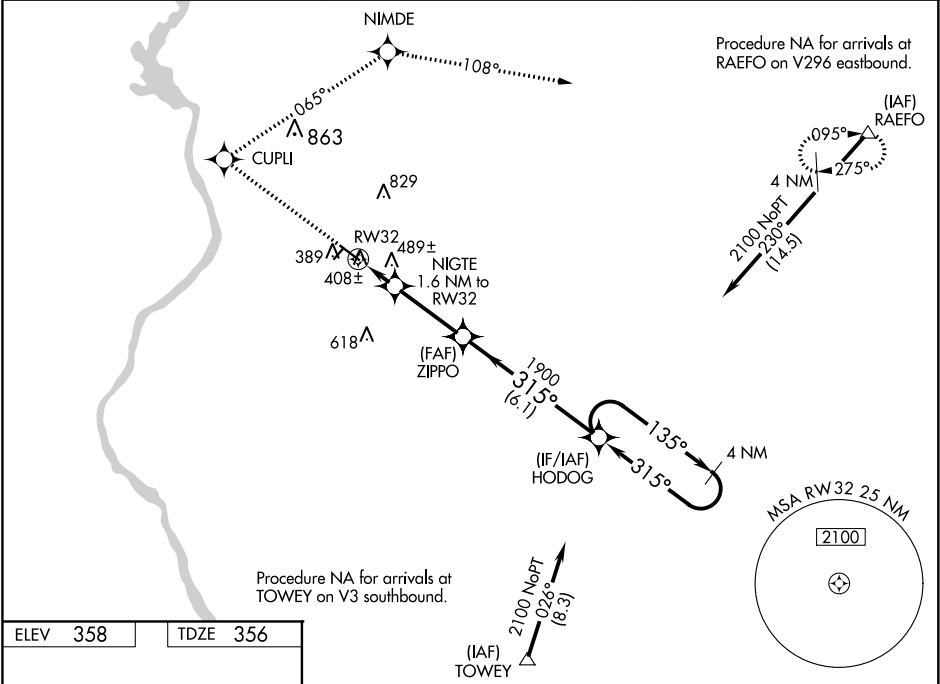 NIMDE
108°
Procedure NA for arrivals at
RAEFO on V296 eastbound.
065°
863
(IAF)
RAEFO
095°
275°
4 NM
CUPLI
829
2100 NoPT
230°
(14.5)
RW32
389
489±
408±
NIGTE
1.6 NM to
RW32
618
(FAF)
ZIPPO
1900
315°
(6.1)
135°
4 NM
315°
(IF/IAF)
HODOG
MSA RW32 25 NM
2100
Procedure NA for arrivals at
TOWEY on V3 southbound.
2100 NoPT
026°
(8.3)
(IAF)
TOWEY
ELEV 358
TDZE 356